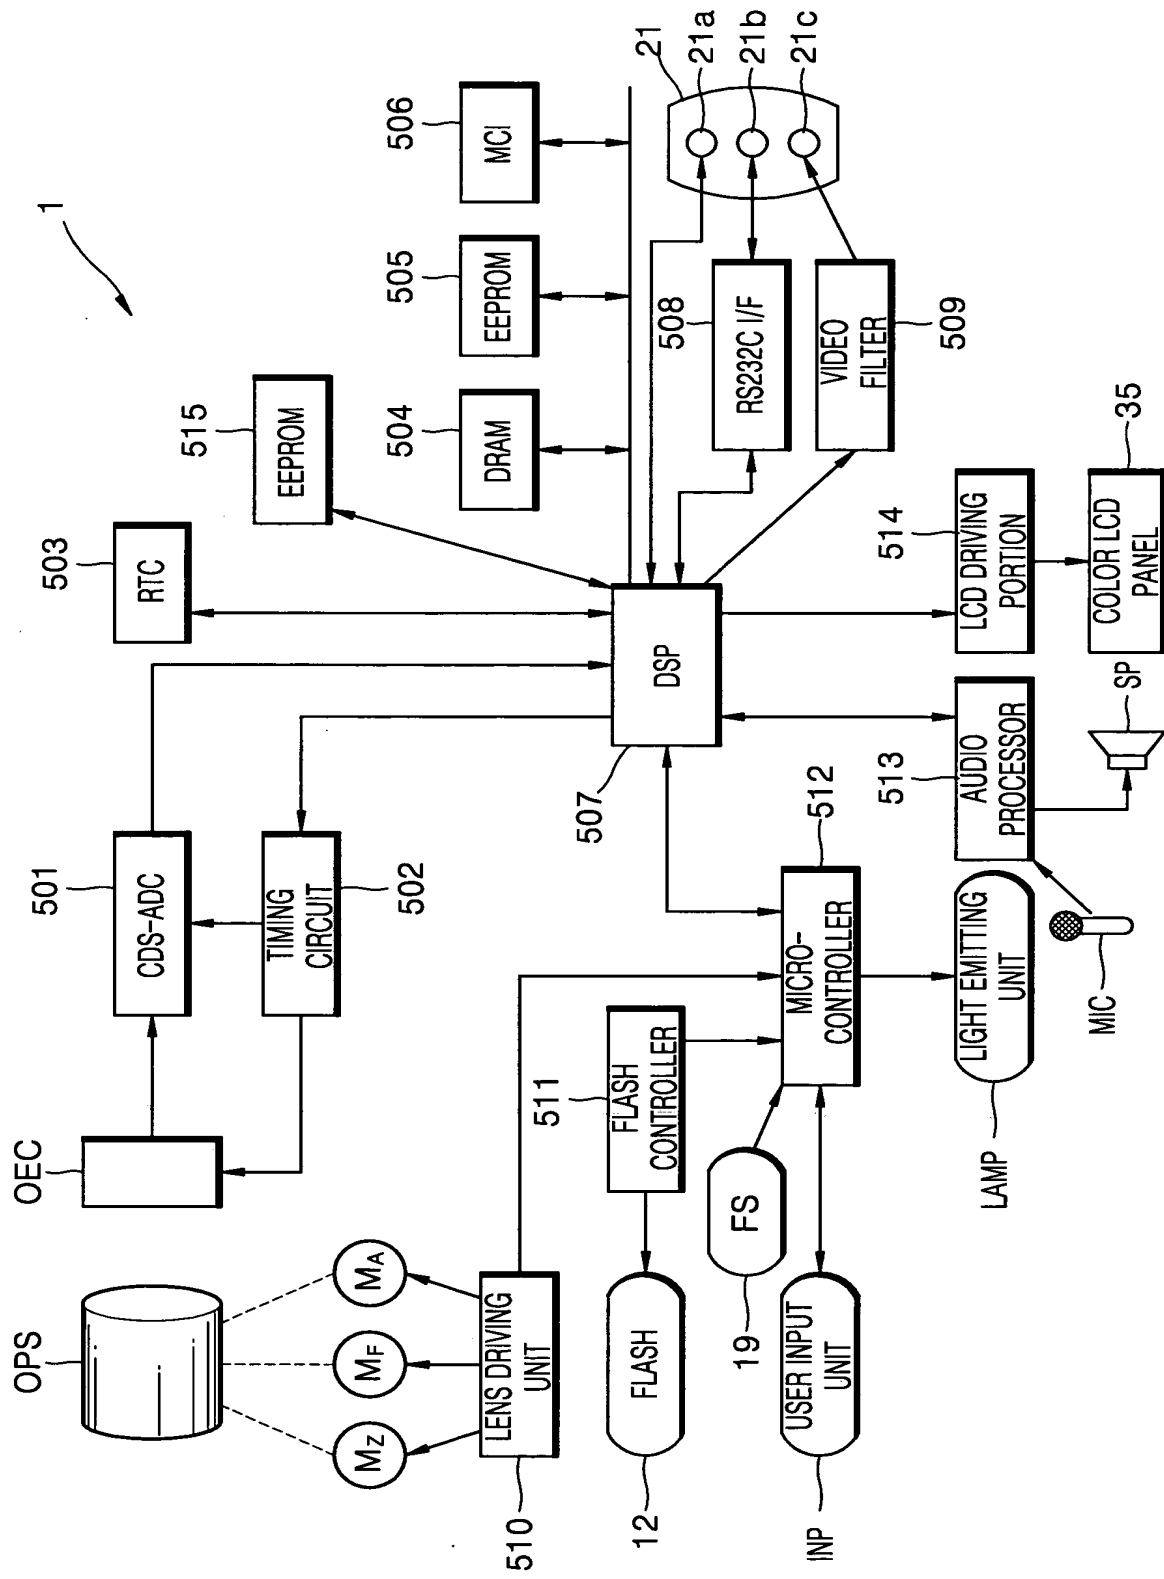 1
OPS
OEC
501
CDS-ADC
TIMING
CIRCUIT
502
503
RTC
515
EEPROM
504
DRAM
505
EEPROM
506
MCI
MA
MF
MZ
LENS DRIVING
UNIT
510
DSP
507
21
21a
21b
21c
508
RS232C I/F
VIDEO
FILTER
509
511
FLASH
CONTROLLER
FLASH
12
FS
19
USER INPUT
UNIT
INP
MICRO-
CONTROLLER
512
LIGHT EMITTING
UNIT
LAMP
513
AUDIO
PROCESSOR
MIC
SP
514
LCD DRIVING
PORTION
COLOR LCD
PANEL
35